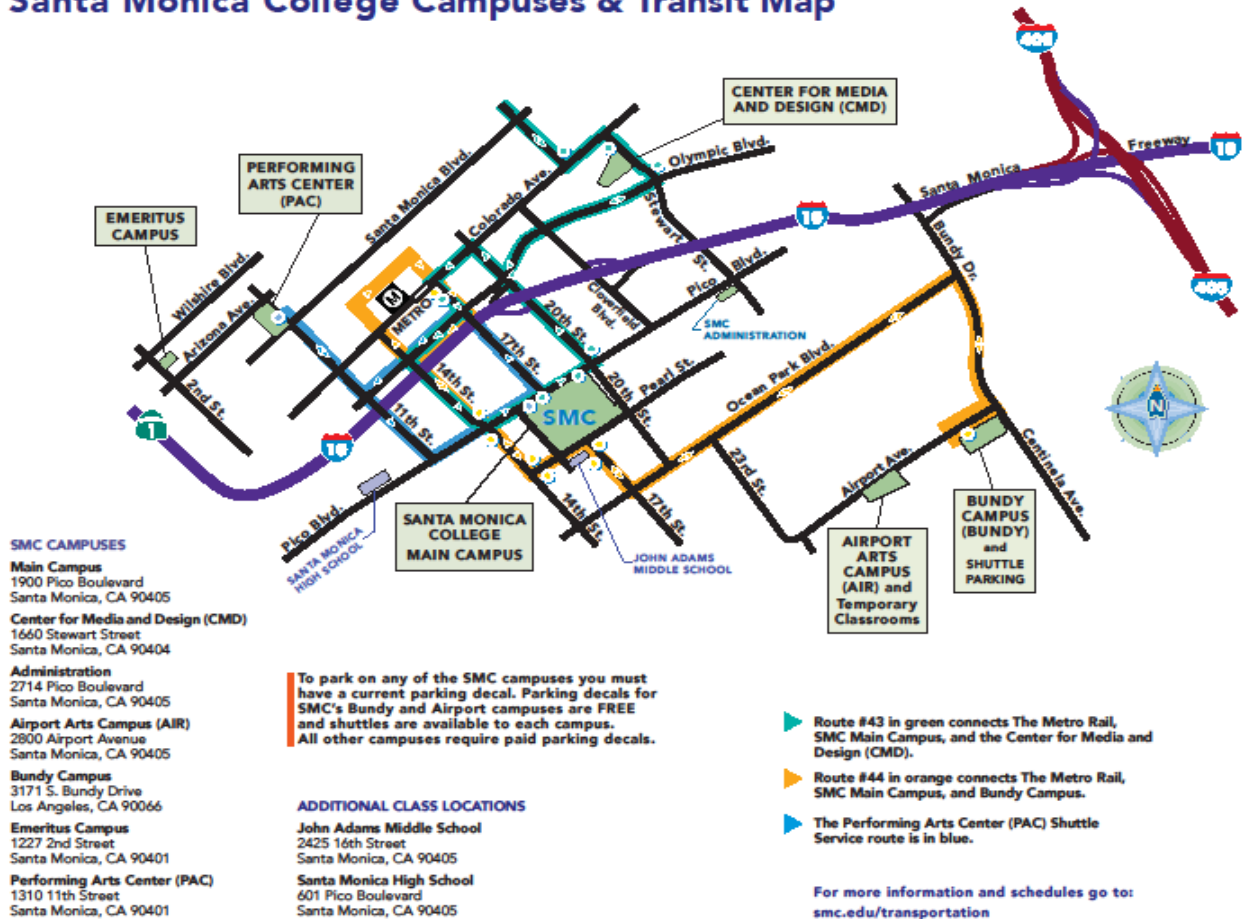 Santa Monica College Campuses & Transit Map
CENTER FOR MEDIA
AND DESIGN (CMD)
PERFORMING
ARTS CENTER
(PAC)
EMERITUS
CAMPUS
405
10
Freeway
Santa Monica
Olympic Blvd.
Santa Monica Blvd.
Colorado Ave.
Stewart St.
Bundy Dr.
10
Wilshire Blvd.
Arizona Ave.
2nd St.
M
METRO
Cloverfield
Blvd.
Pico Blvd.
405
SMC
ADMINISTRATION
20th St.
17th St.
14th St.
11th St.
20th St.
Pearl St.
Ocean Park Blvd.
SMC
N
1
10
23rd St.
Airport Ave.
Centinela Ave.
14th St.
17th St.
Pico Blvd.
SANTA MONICA
HIGH SCHOOL
SANTA MONICA
COLLEGE
MAIN CAMPUS
JOHN ADAMS
MIDDLE SCHOOL
AIRPORT
ARTS
CAMPUS
(AIR) and
Temporary
Classrooms
BUNDY
CAMPUS
(BUNDY)
and
SHUTTLE
PARKING
SMC CAMPUSES
Main Campus
1900 Pico Boulevard
Santa Monica, CA 90405
Center for Media and Design (CMD)
1660 Stewart Street
Santa Monica, CA 90404
Administration
2714 Pico Boulevard
Santa Monica, CA 90405
Airport Arts Campus (AIR)
2800 Airport Avenue
Santa Monica, CA 90405
Bundy Campus
3171 S. Bundy Drive
Los Angeles, CA 90066
Emeritus Campus
1227 2nd Street
Santa Monica, CA 90401
Performing Arts Center (PAC)
1310 11th Street
Santa Monica, CA 90401
To park on any of the SMC campuses you must
have a current parking decal. Parking decals for
SMC's Bundy and Airport campuses are FREE
and shuttles are available to each campus.
All other campuses require paid parking decals.
ADDITIONAL CLASS LOCATIONS
John Adams Middle School
2425 16th Street
Santa Monica, CA 90405
Santa Monica High School
601 Pico Boulevard
Santa Monica, CA 90405
Route #43 in green connects The Metro Rail,
SMC Main Campus, and the Center for Media and
Design (CMD).
Route #44 in orange connects The Metro Rail,
SMC Main Campus, and Bundy Campus.
The Performing Arts Center (PAC) Shuttle
Service route is in blue.
For more information and schedules go to:
smc.edu/transportation